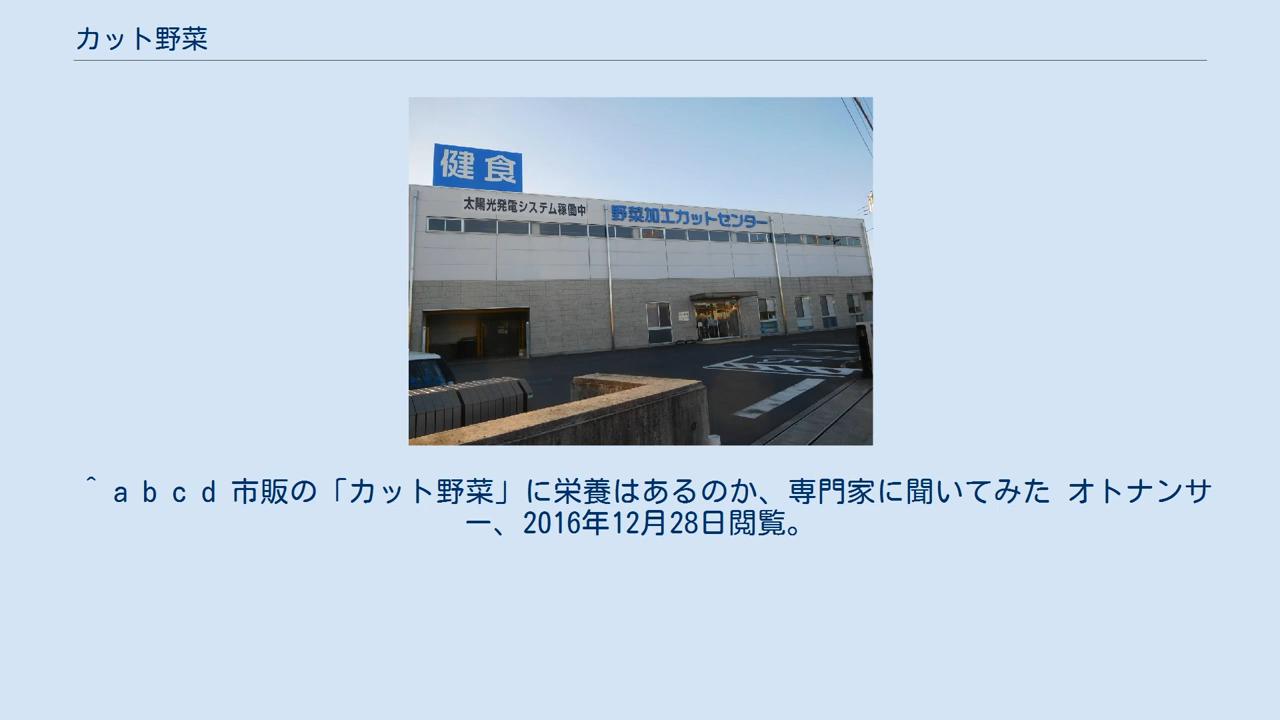 カット野菜
健食
太陽光発電システム稼働中
野菜加工カットセンター
^ a b c d 市販の「カット野菜」に栄養はあるのか、専門家に聞いてみた オトナンサ
ー、2016年12月28日閲覧。